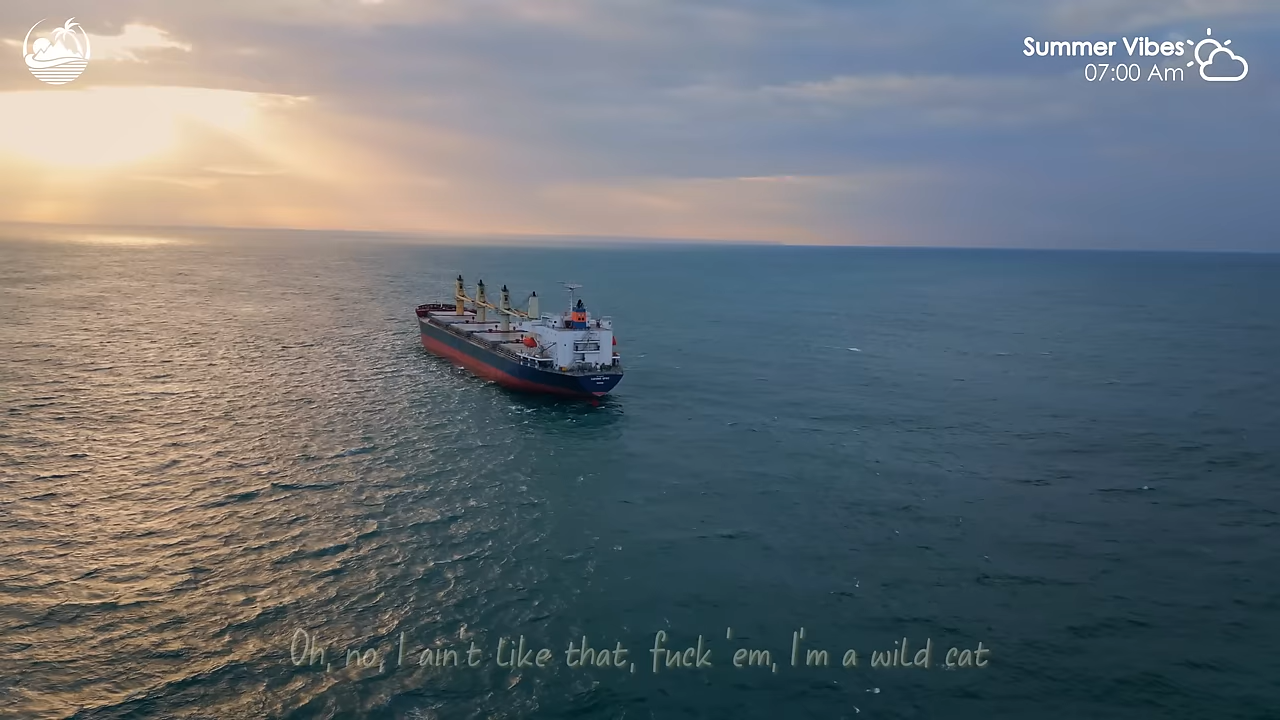 Summer Vibes
07:00 Am
Oh, no, I ain't like that, fuck 'em, I'm a wild cat